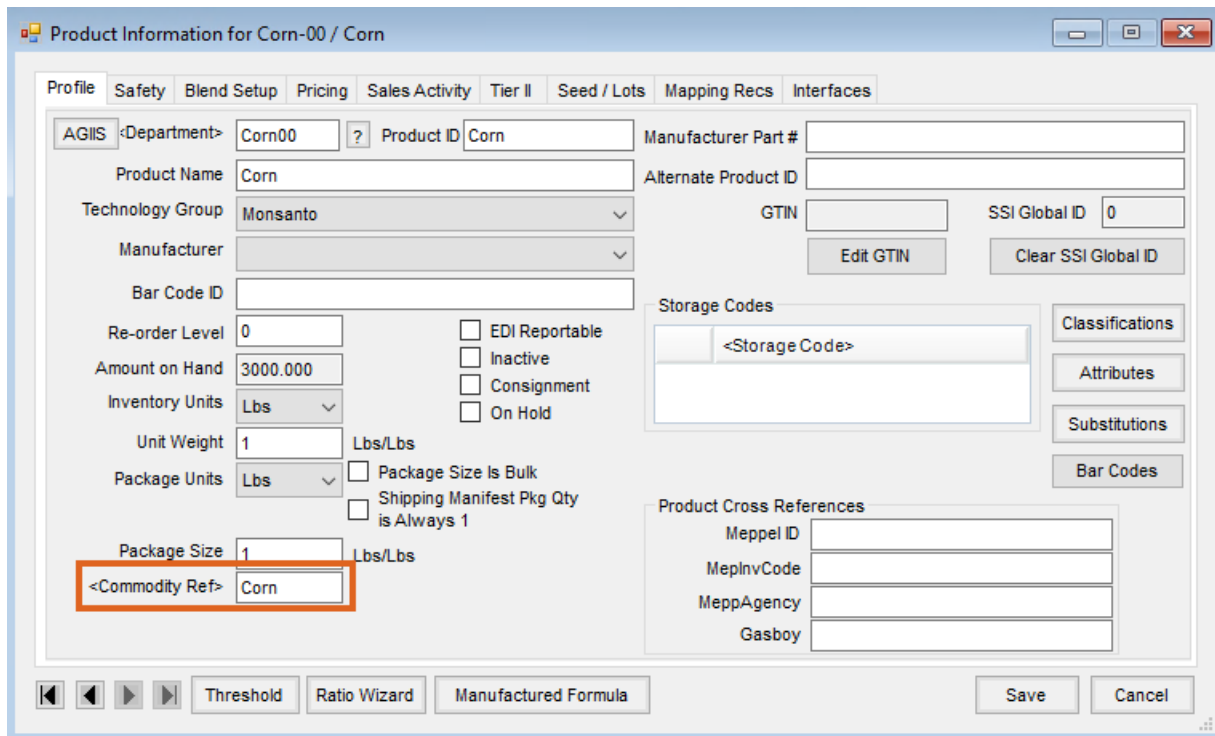 Product Information for Corn-00 / Corn
Profile Safety Blend Setup Pricing Sales Activity Tier II Seed / Lots Mapping Recs Interfaces
AGIIS <Department> Corn00 ? Product ID Corn
Product Name Corn
Technology Group Monsanto
Manufacturer
Bar Code ID
Re-order Level 0
Amount on Hand 3000.000
Inventory Units Lbs
Unit Weight 1 Lbs/Lbs
Package Units Lbs
EDI Reportable
Inactive
Consignment
On Hold
Package Size Is Bulk
Shipping Manifest Pkg Qty
is Always 1
Package Size 1 Lbs/Lbs
<Commodity Ref> Corn
Manufacturer Part #
Alternate Product ID
GTIN SSI Global ID 0
Edit GTIN Clear SSI Global ID
Storage Codes
<Storage Code>
Classifications
Attributes
Substitutions
Bar Codes
Product Cross References
Meppel ID
MepInvCode
MeppAgency
Gasboy
Threshold Ratio Wizard Manufactured Formula Save Cancel